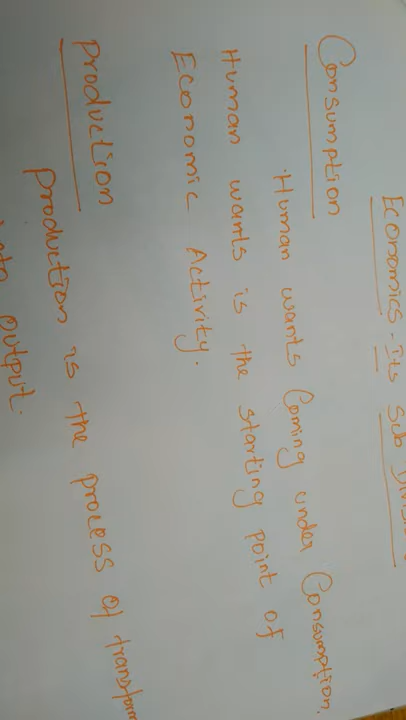 Economics - Its Sub
Consumption
Human wants Coming under Consumption.
Human wants is the starting point of
Economic Activity.
Production
Production is the process of
output.